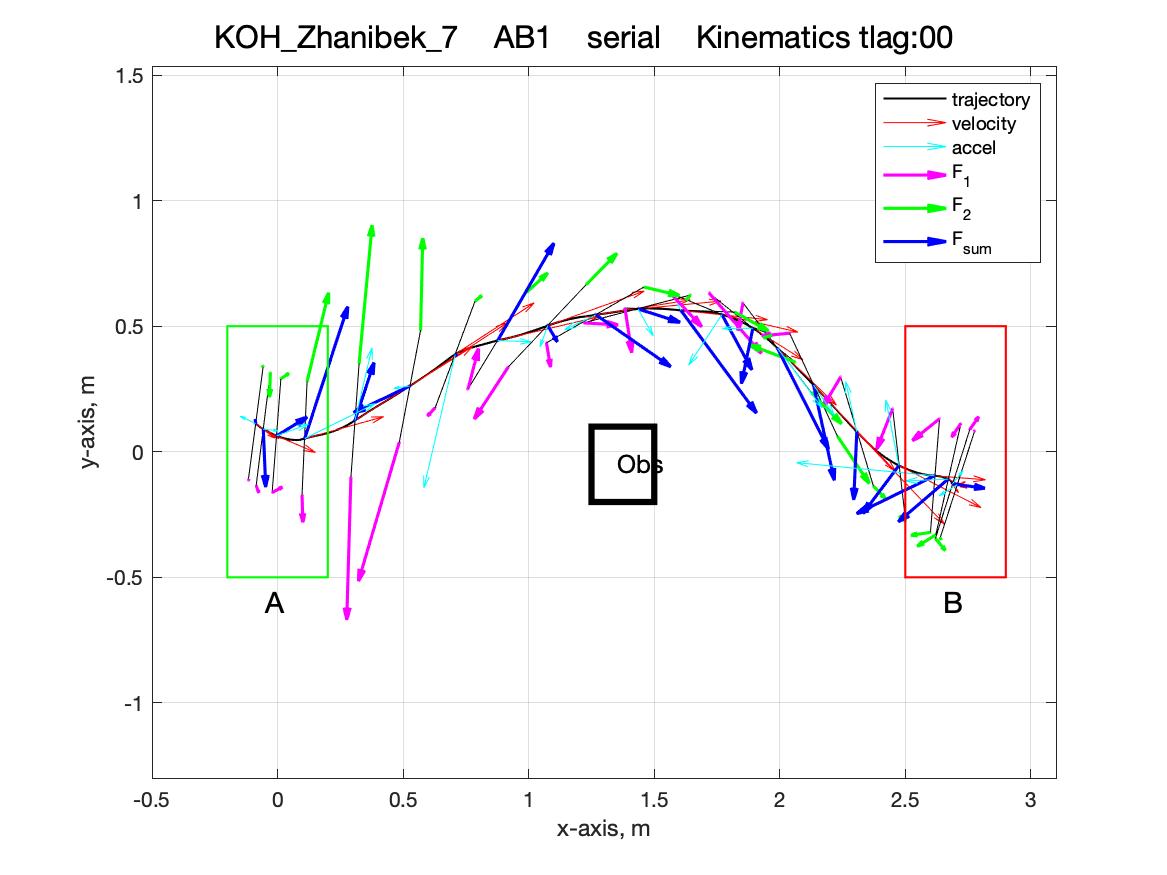 KOH_Zhanibek_7 AB1 serial Kinematics tlag:00
1.5
1
0.5
0
-0.5
-1
y-axis, m
trajectory
velocity
accel
F1
F2
Fsum
Obs
A
B
-0.5 0 0.5 1 1.5 2 2.5 3
x-axis, m